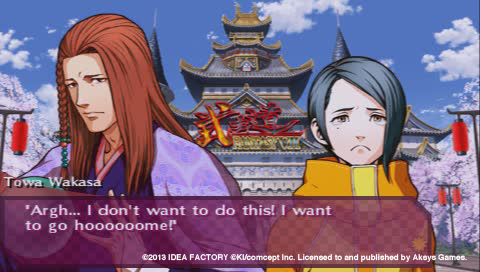 Towa Wakasa
"Argh... I don't want to do this! I want
to go hoooooome!"
©2013 IDEA FACTORY ©KI/comcept Inc. Licensed to and published by Aksys Games.